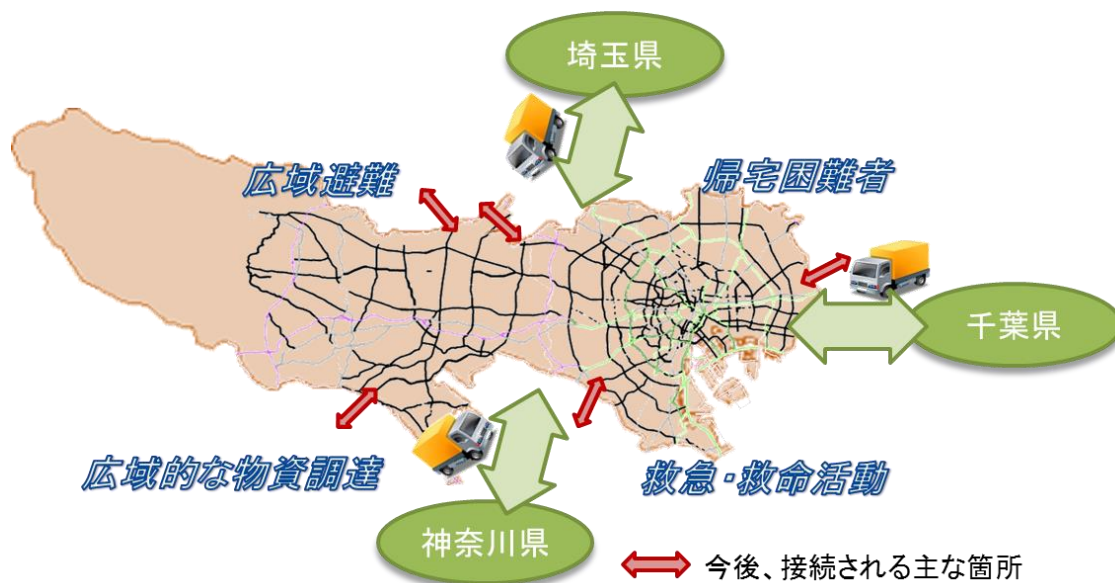 埼玉県
広域避難
帰宅困難者
千葉県
広域的な物資調達
救急・救命活動
神奈川県
今後、接続される主な箇所